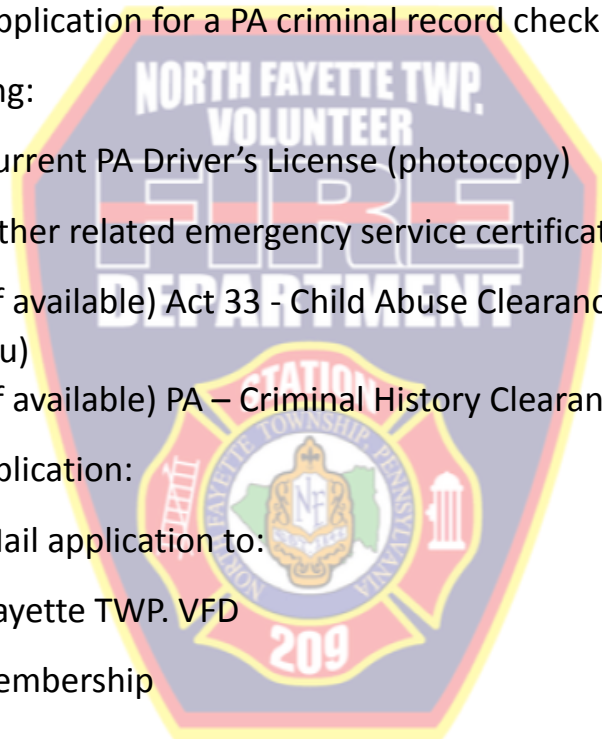 pplication for a PA criminal record check
ng:
urrent PA Driver's License (photocopy)
ther related emergency service certificat
f available) Act 33 - Child Abuse Clearanc
u)
f available) PA – Criminal History Clearan
plication:
ail application to:
ayette TWP. VFD
embership
NORTH FAYETTE TWP.
VOLUNTEER
FIRE
DEPARTMENT
STATION
NORTH FAYETTE TOWNSHIP, PENNSYLVANIA
NF
209